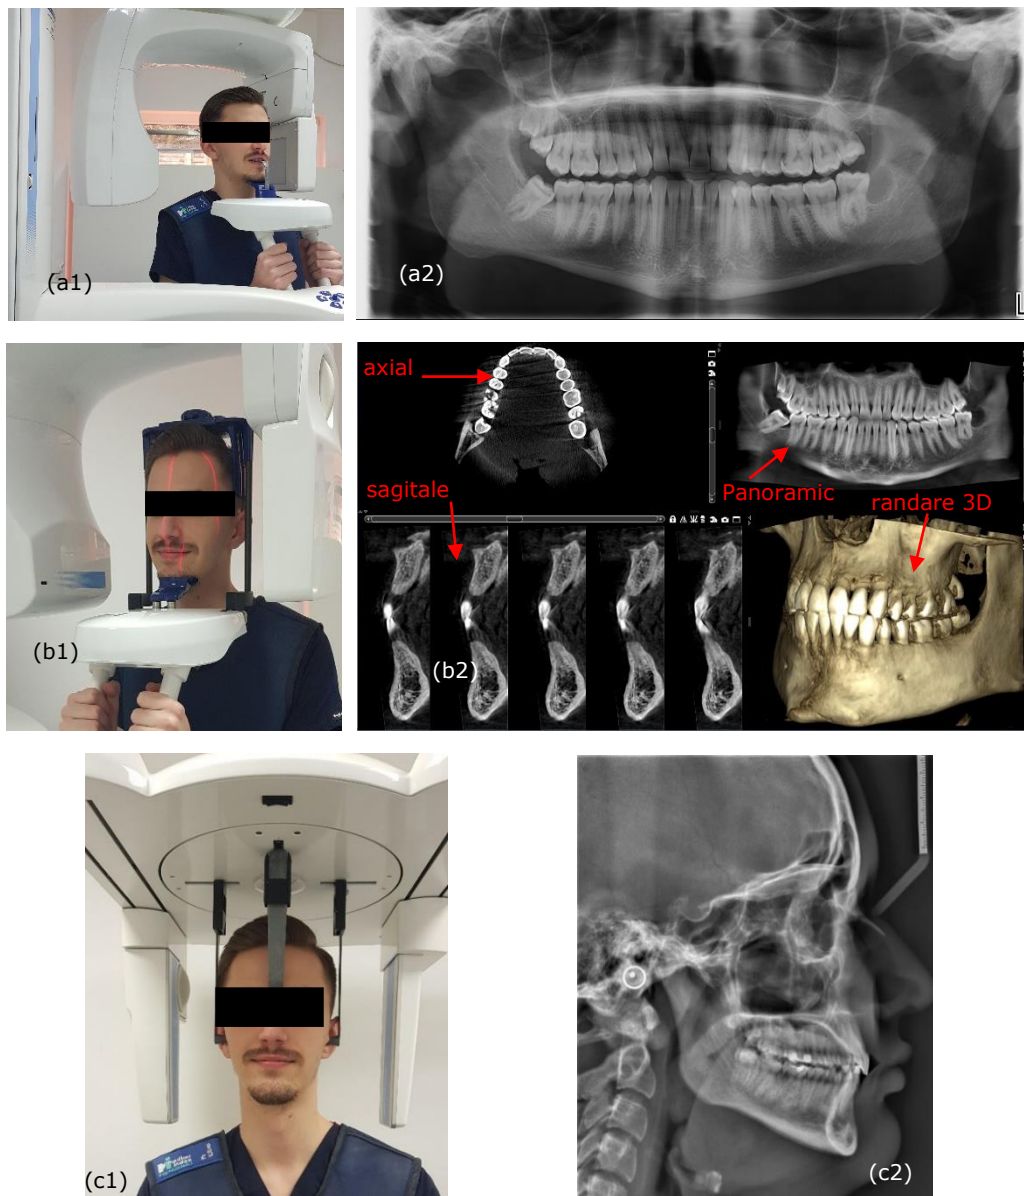 (a1)
(a2)
L
axial
sagitale
Panoramic
randare 3D
(b1)
(b2)
(c1)
(c2)